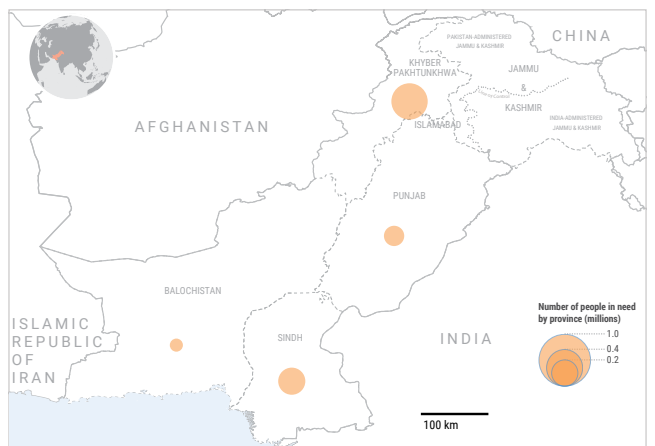 CHINA
PAKISTAN-ADMINISTERED
JAMMU & KASHMIR
KHYBER
PAKHTUNKHWA
JAMMU
&
KASHMIR
ISLAMABAD
INDIA-ADMINISTERED
JAMMU & KASHMIR
AFGHANISTAN
PUNJAB
BALOCHISTAN
ISLAMIC
REPUBLIC
OF
IRAN
SINDH
INDIA
Number of people in need
by province (millions)
1.0
0.4
0.2
100 km